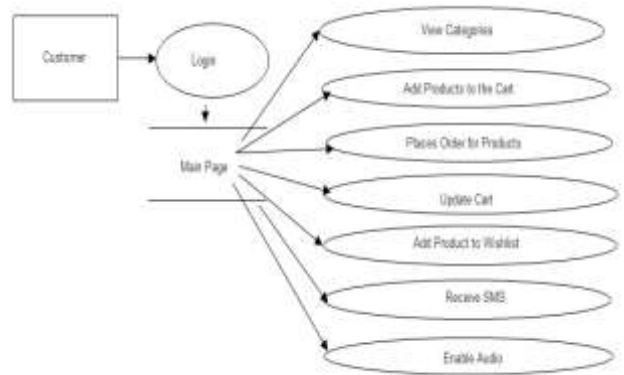 Customer
Login
Main Page
View Categories
Add Products to the Cart
Places Order for Products
Update Cart
Add Product to Wishlist
Receive SMS
Enable Audio